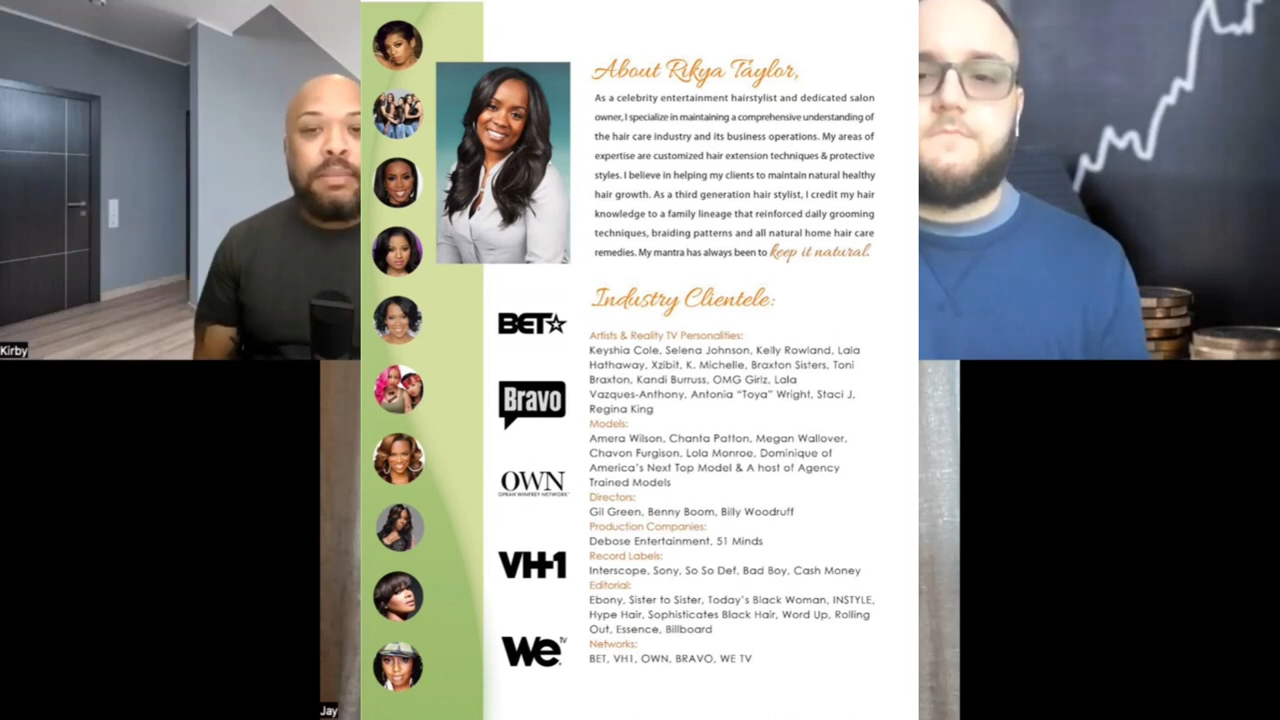 About Rikya Taylor,
As a celebrity entertainment hairstylist and dedicated salon
owner, I specialize in maintaining a comprehensive understanding of
the hair care industry and its business operations. My areas of
expertise are customized hair extension techniques & protective
styles. I believe in helping my clients to maintain natural healthy
hair growth. As a third generation hair stylist, I credit my hair
knowledge to a family lineage that reinforced daily grooming
techniques, braiding patterns and all natural home hair care
remedies. My mantra has always been to keep it natural.
Industry Clientele:
BET
Bravo
OWN
OPRAH WINFREY NETWORK
VH1
We tv
Artists & Reality TV Personalities:
Keyshia Cole, Selena Johnson, Kelly Rowland, Lala
Hathaway, Xzibit, K. Michelle, Braxton Sisters, Toni
Braxton, Kandi Burruss, OMG Girlz, Lala
Vazques-Anthony, Antonia “Toya” Wright, Staci J,
Regina King
Models:
Amera Wilson, Chanta Patton, Megan Wallover,
Chavon Furgison, Lola Monroe, Dominique of
America’s Next Top Model & A host of Agency
Trained Models
Directors:
Gil Green, Benny Boom, Billy Woodruff
Production Companies:
Debose Entertainment, 51 Minds
Record Labels:
Interscope, Sony, So So Def, Bad Boy, Cash Money
Editorial:
Ebony, Sister to Sister, Today’s Black Woman, INSTYLE,
Hype Hair, Sophisticates Black Hair, Word Up, Rolling
Out, Essence, Billboard
Networks:
BET, VH1, OWN, BRAVO, WE TV
Kirby
Jay